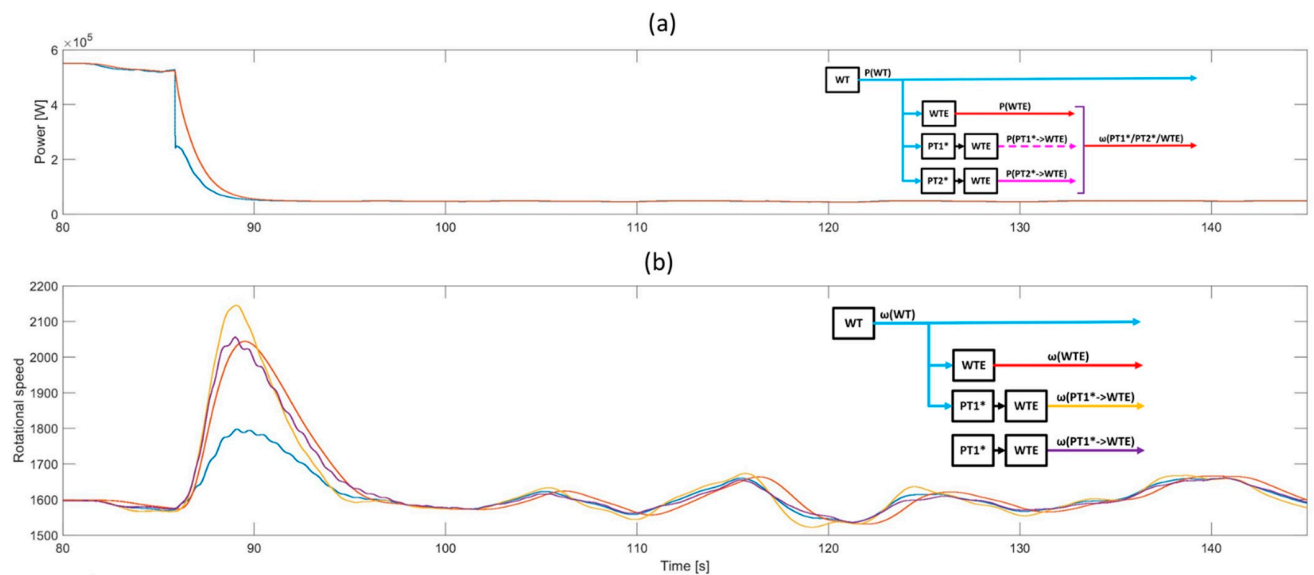 (a)
×10⁵
6
4
2
0
Power [W]
80 90 100 110 120 130 140
WT P(WT)
WTE P(WTE)
PT1* WTE P(PT1*->WTE) ω(PT1*/PT2*/WTE)
PT2* WTE P(PT2*->WTE)
(b)
2200
2100
2000
1900
1800
1700
1600
1500
Rotational speed
WT ω(WT)
WTE ω(WTE)
PT1* WTE ω(PT1*->WTE)
PT1* WTE ω(PT1*->WTE)
80 90 100 110 120 130 140
Time [s]